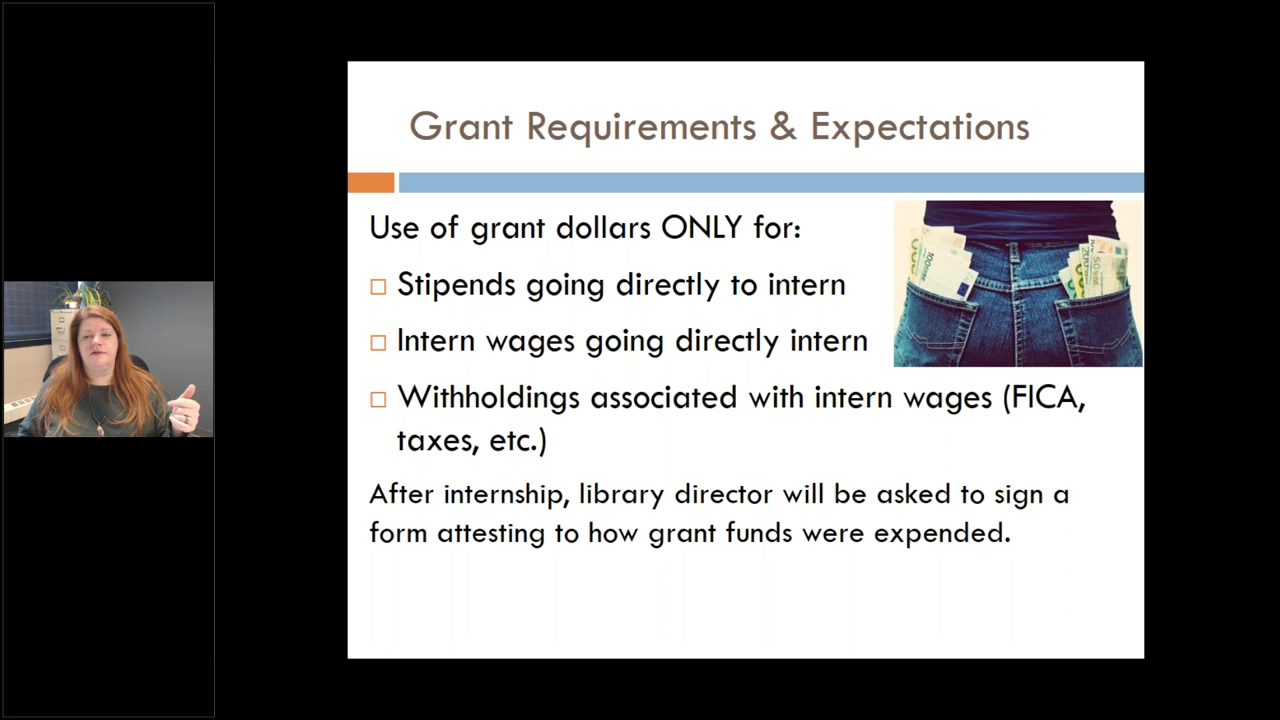 Grant Requirements & Expectations
Use of grant dollars ONLY for:
Stipends going directly to intern
Intern wages going directly intern
Withholdings associated with intern wages (FICA,
taxes, etc.)
After internship, library director will be asked to sign a
form attesting to how grant funds were expended.